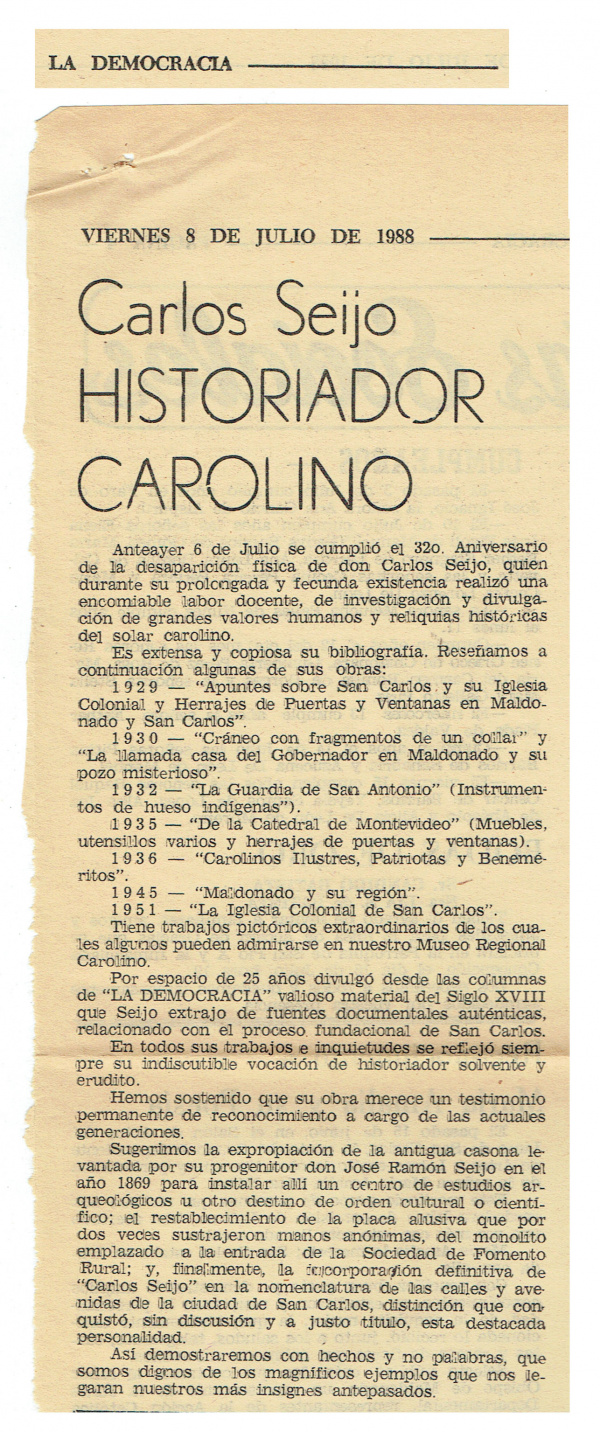 LA DEMOCRACIA
VIERNES 8 DE JULIO DE 1988
Carlos Seijo
HISTORIADOR
CAROLINO
Anteayer 6 de Julio se cumplió el 32o. Aniversario
de la desaparición física de don Carlos Seijo, quien
durante su prolongada y fecunda existencia realizó una
encomiable labor docente, de investigación y divulga-
ción de grandes valores humanos y reliquias históricas
del solar carolino.
Es extensa y copiosa su bibliografía. Reseñamos a
continuación algunas de sus obras:
1929 — "Apuntes sobre San Carlos y su Iglesia
Colonial y Herrajes de Puertas y Ventanas en Maldo-
nado y San Carlos".
1930 — "Cráneo con fragmentos de un collar" y
"La llamada casa del Gobernador en Maldonado y su
pozo misterioso".
1932 — "La Guardia de San Antonio" (Instrumen-
tos de hueso indígenas").
1935 — "De la Catedral de Montevideo" (Muebles,
utensillos varios y herrajes de puertas y ventanas).
1936 — "Carolinos Ilustres, Patriotas y Benemé-
ritos".
1945 — "Maldonado y su región".
1951 — "La Iglesia Colonial de San Carlos".
Tiene trabajos pictóricos extraordinarios de los cua-
les algunos pueden admirarse en nuestro Museo Regional
Carolino.
Por espacio de 25 años divulgó desde las columnas
de "LA DEMOCRACIA" valioso material del Siglo XVIII
que Seijo extrajo de fuentes documentales auténticas,
relacionado con el proceso fundacional de San Carlos.
En todos sus trabajos e inquietudes se reflejó siem-
pre su indiscutible vocación de historiador solvente y
erudito.
Hemos sostenido que su obra merece un testimonio
permanente de reconocimiento a cargo de las actuales
generaciones.
Sugerimos la expropiación de la antigua casona le-
vantada por su progenitor don José Ramón Seijo en el
año 1869 para instalar allí un centro de estudios ar-
queológicos u otro destino de orden cultural o cientí-
fico; el restablecimiento de la placa alusiva que por
dos veces sustrajeron manos anónimas, del monolito
emplazado a la entrada de la Sociedad de Fomento
Rural; y, finalmente, la incorporación definitiva de
"Carlos Seijo" en la nomenclatura de las calles y ave-
nidas de la ciudad de San Carlos, distinción que con-
quistó, sin discusión y a justo título, esta destacada
personalidad.
Así demostraremos con hechos y no palabras, que
somos dignos de los magníficos ejemplos que nos le-
garan nuestros más insignes antepasados.